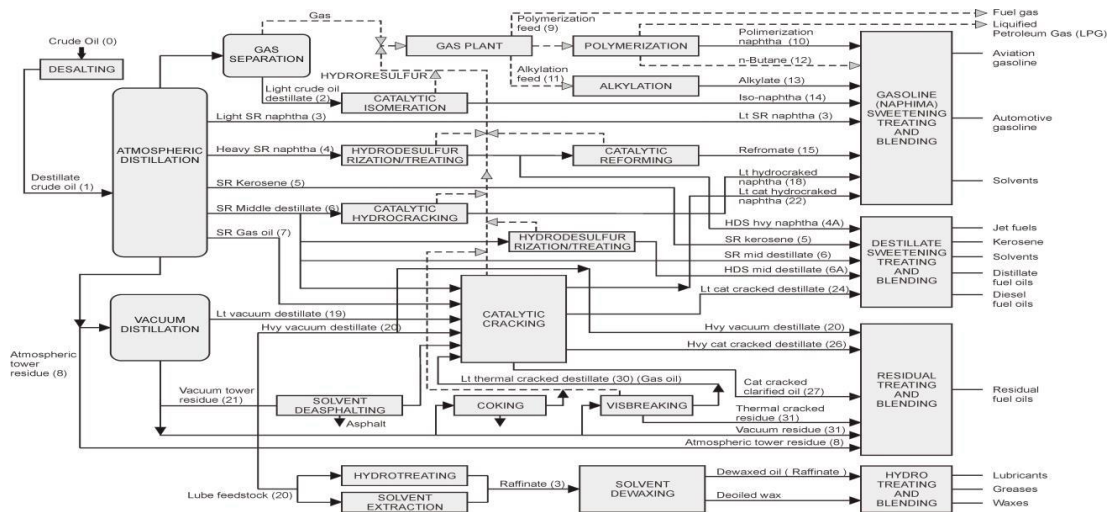 Gas
Polymerization
feed (9)
Fuel gas
Liquified
Petroleum Gas (LPG)
Crude Oil (0)
DESALTING
GAS
SEPARATION
GAS PLANT
POLYMERIZATION
Polimerization
naphtha (10)
n-Butane (12)
Aviation
gasoline
HYDRORESULFUR
Alkylation
feed (11)
ALKYLATION
Alkylate (13)
Light crude oil
destillate (2)
CATALYTIC
ISOMERATION
Iso-naphtha (14)
GASOLINE
(NAPHIMA)
SWEETENING
TREATING
AND
BLENDING
Light SR naphtha (3)
Lt SR naphtha (3)
Automotive
gasoline
ATMOSPHERIC
DISTILLATION
Heavy SR naphtha (4)
HYDRODESULFUR
RIZATION/TREATING
CATALYTIC
REFORMING
Refromate (15)
Destillate
crude oil (1)
SR Kerosene (5)
Lt hydrocraked
naphtha (18)
Lt cat hydrocraked
naphtha (22)
Solvents
SR Middle destillate (6)
CATALYTIC
HYDROCRACKING
SR Gas oil (7)
HDS hvy naphtha (4A)
HYDRODESULFUR
RIZATION/TREATING
SR kerosene (5)
SR mid destillate (6)
HDS mid destillate (6A)
Lt cat cracked destillate (24)
DESTILLATE
SWEETENING
TREATING
AND
BLENDING
Jet fuels
Kerosene
Solvents
Distillate
fuel oils
Diesel
fuel oils
VACUUM
DISTILLATION
Lt vacuum destillate (19)
Hvy vacuum destillate (20)
CATALYTIC
CRACKING
Hvy vacuum destillate (20)
Hvy cat cracked destillate (26)
Atmospheric
tower
residue (8)
Lt thermal cracked destillate (30) (Gas oil)
Cat cracked
clarified oil (27)
RESIDUAL
TREATING
AND
BLENDING
Residual
fuel oils
Vacuum tower
residue (21)
SOLVENT
DEASPHALTING
Asphalt
COKING
VISBREAKING
Thermal cracked
residue (31)
Vacuum residue (31)
Atmospheric tower residue (8)
HYDROTREATING
Lube feedstock (20)
SOLVENT
EXTRACTION
Raffinate (3)
SOLVENT
DEWAXING
Dewaxed oil ( Raffinate )
Deoiled wax
HYDRO
TREATING
AND
BLENDING
Lubricants
Greases
Waxes